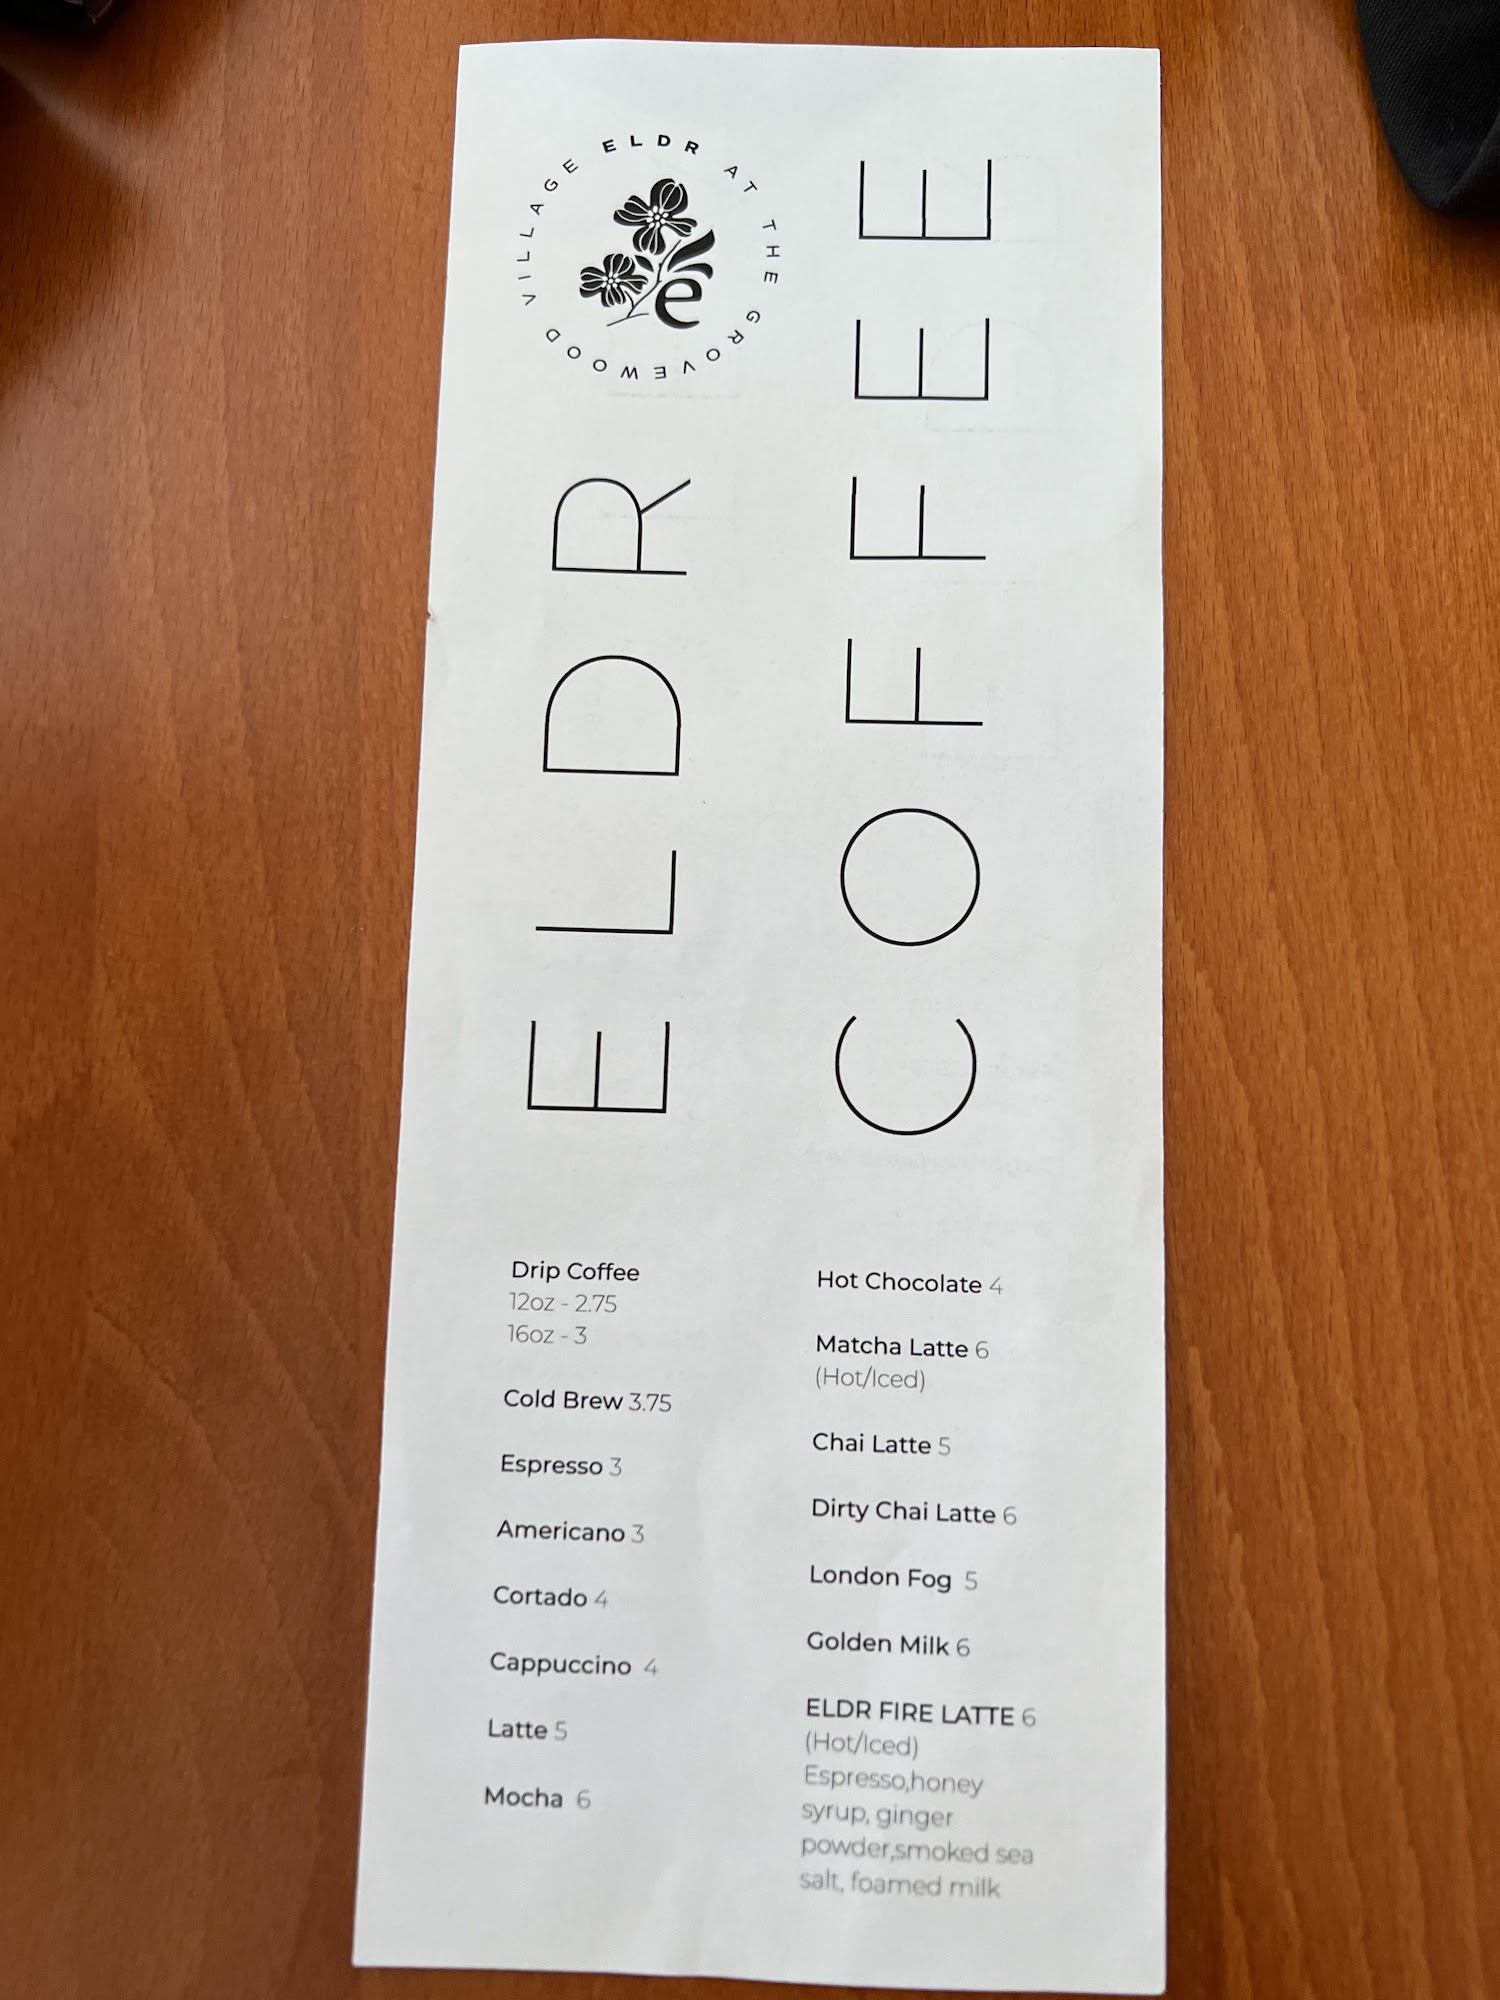 ELDR AT THE GROVEWOOD VILLAGE
e
ELDR
COFFEE
Drip Coffee
12oz - 2.75
16oz - 3
Cold Brew 3.75
Espresso 3
Americano 3
Cortado 4
Cappuccino 4
Latte 5
Mocha 6
Hot Chocolate 4
Matcha Latte 6
(Hot/Iced)
Chai Latte 5
Dirty Chai Latte 6
London Fog 5
Golden Milk 6
ELDR FIRE LATTE 6
(Hot/Iced)
Espresso,honey
syrup, ginger
powder,smoked sea
salt, foamed milk